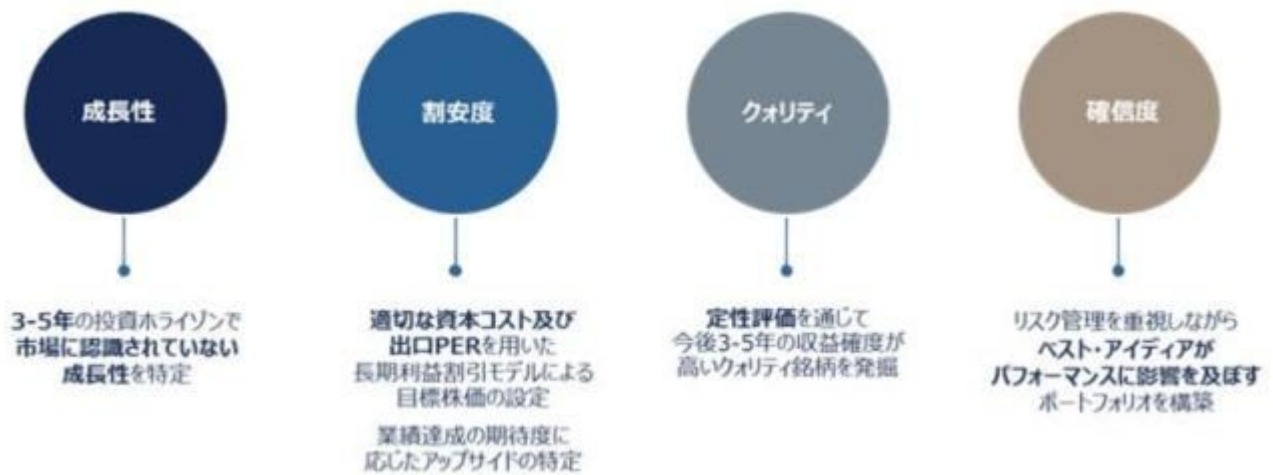 成長性
3-5年の投資ホライゾンで
市場に認識されていない
成長性を特定
割安度
適切な資本コスト及び
出口PERを用いた
長期利益割引モデルによる
目標株価の設定
業績達成の期待度に
応じたアップサイドの特定
クォリティ
定性評価を通じて
今後3-5年の収益確度が
高いクォリティ銘柄を発掘
確信度
リスク管理を重視しながら
ベスト・アイディアが
パフォーマンスに影響を及ぼす
ポートフォリオを構築